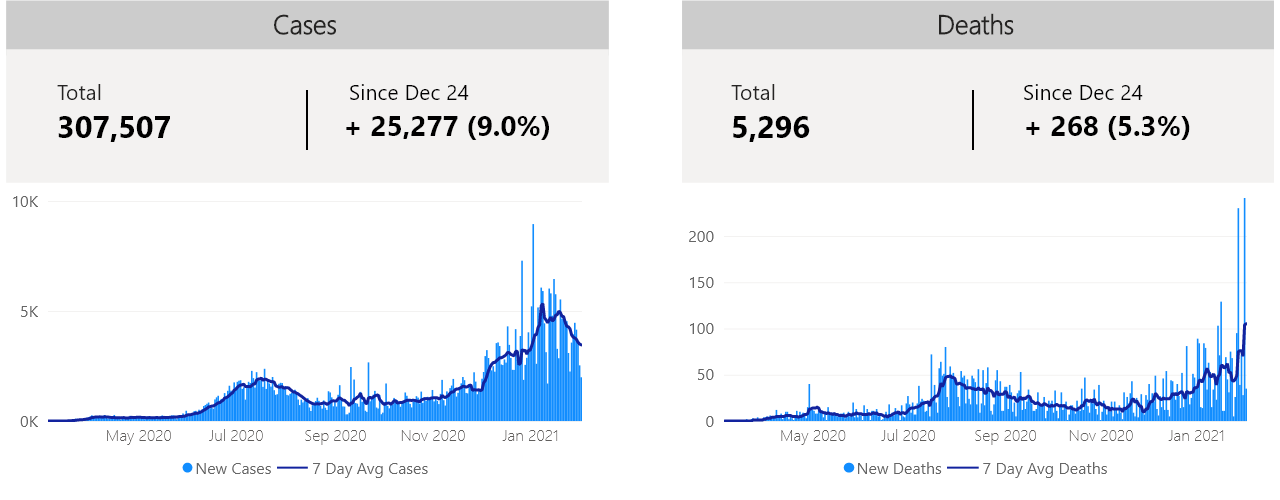 Cases
Total
307,507
Since Dec 24
+ 25,277 (9.0%)
10K
5K
0K
May 2020 Jul 2020 Sep 2020 Nov 2020 Jan 2021
New Cases 7 Day Avg Cases
Deaths
Total
5,296
Since Dec 24
+ 268 (5.3%)
200
150
100
50
0
May 2020 Jul 2020 Sep 2020 Nov 2020 Jan 2021
New Deaths 7 Day Avg Deaths